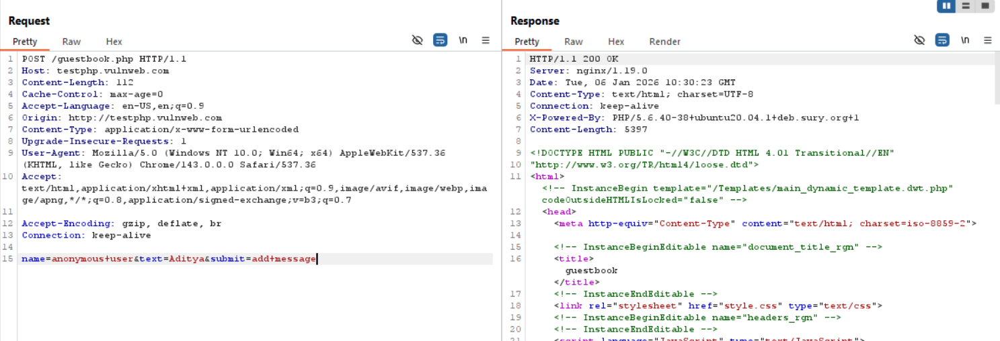 Request
Pretty Raw Hex
\n
1 POST /guestbook.php HTTP/1.1
2 Host: testphp.vulnweb.com
3 Content-Length: 112
4 Cache-Control: max-age=0
5 Accept-Language: en-US,en;q=0.9
6 Origin: http://testphp.vulnweb.com
7 Content-Type: application/x-www-form-urlencoded
8 Upgrade-Insecure-Requests: 1
9 User-Agent: Mozilla/5.0 (Windows NT 10.0; Win64; x64) AppleWebKit/537.36
(KHTML, like Gecko) Chrome/143.0.0.0 Safari/537.36
10 Accept:
text/html,application/xhtml+xml,application/xml;q=0.9,image/avif,image/webp,ima
ge/apng,*/*;q=0.8,application/signed-exchange;v=b3;q=0.7
11
12 Accept-Encoding: gzip, deflate, br
13 Connection: keep-alive
14
15 name=anonymous+user&text=Aditya&submit=add+message
Response
Pretty Raw Hex Render
\n
1 HTTP/1.1 200 OK
2 Server: nginx/1.19.0
3 Date: Tue, 06 Jan 2026 10:30:23 GMT
4 Content-Type: text/html; charset=UTF-8
5 Connection: keep-alive
6 X-Powered-By: PHP/5.6.40-38+ubuntu20.04.1+deb.sury.org+1
7 Content-Length: 5397
8
9 <!DOCTYPE HTML PUBLIC "-//W3C//DTD HTML 4.01 Transitional//EN"
10 "http://www.w3.org/TR/html4/loose.dtd">
11 <html>
<!-- InstanceBegin template="/Templates/main_dynamic_template.dwt.php"
codeOutsideHTMLIsLocked="false" -->
12 <head>
13 <meta http-equiv="Content-Type" content="text/html; charset=iso-8859-2">
14
15 <!-- InstanceBeginEditable name="document_title_rgn" -->
16 <title>
guestbook
</title>
17 <!-- InstanceEndEditable -->
18 <link rel="stylesheet" href="style.css" type="text/css">
19 <!-- InstanceBeginEditable name="headers_rgn" -->
20 <!-- InstanceEndEditable -->
21 <script language="JavaScript" type="text/JavaScript">